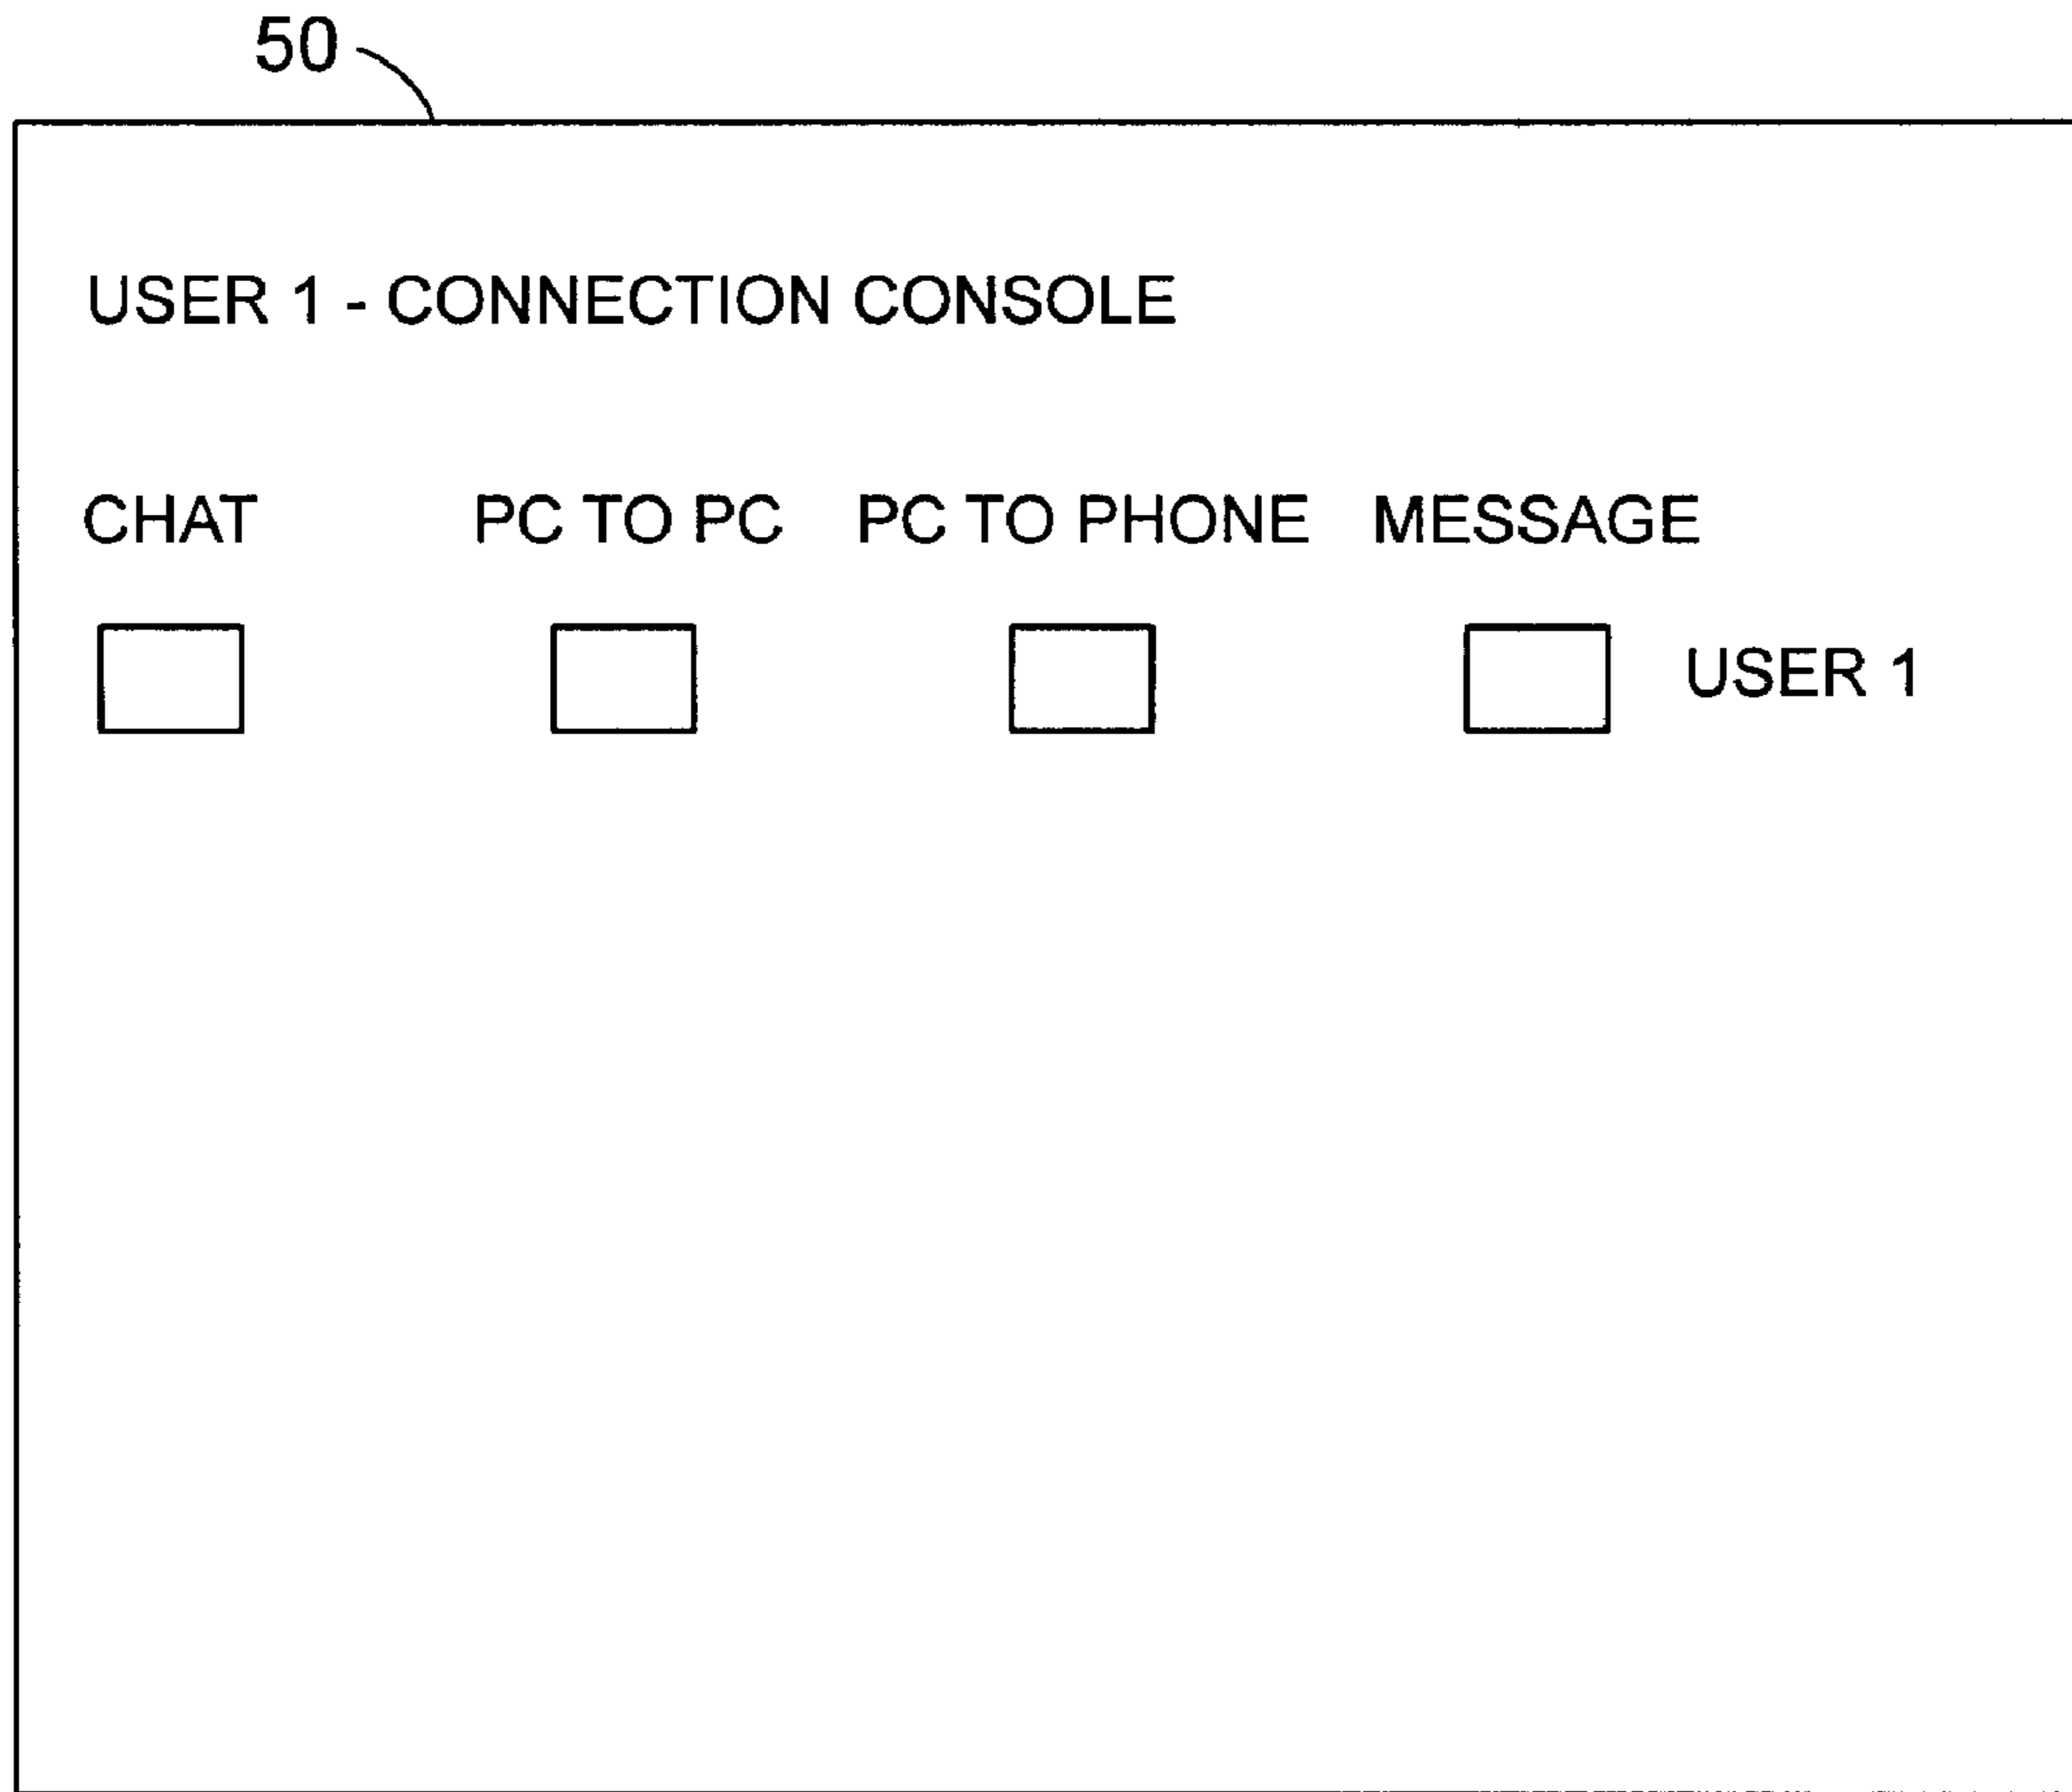 50
USER 1 - CONNECTION CONSOLE
CHAT PC TO PC PC TO PHONE MESSAGE
USER 1